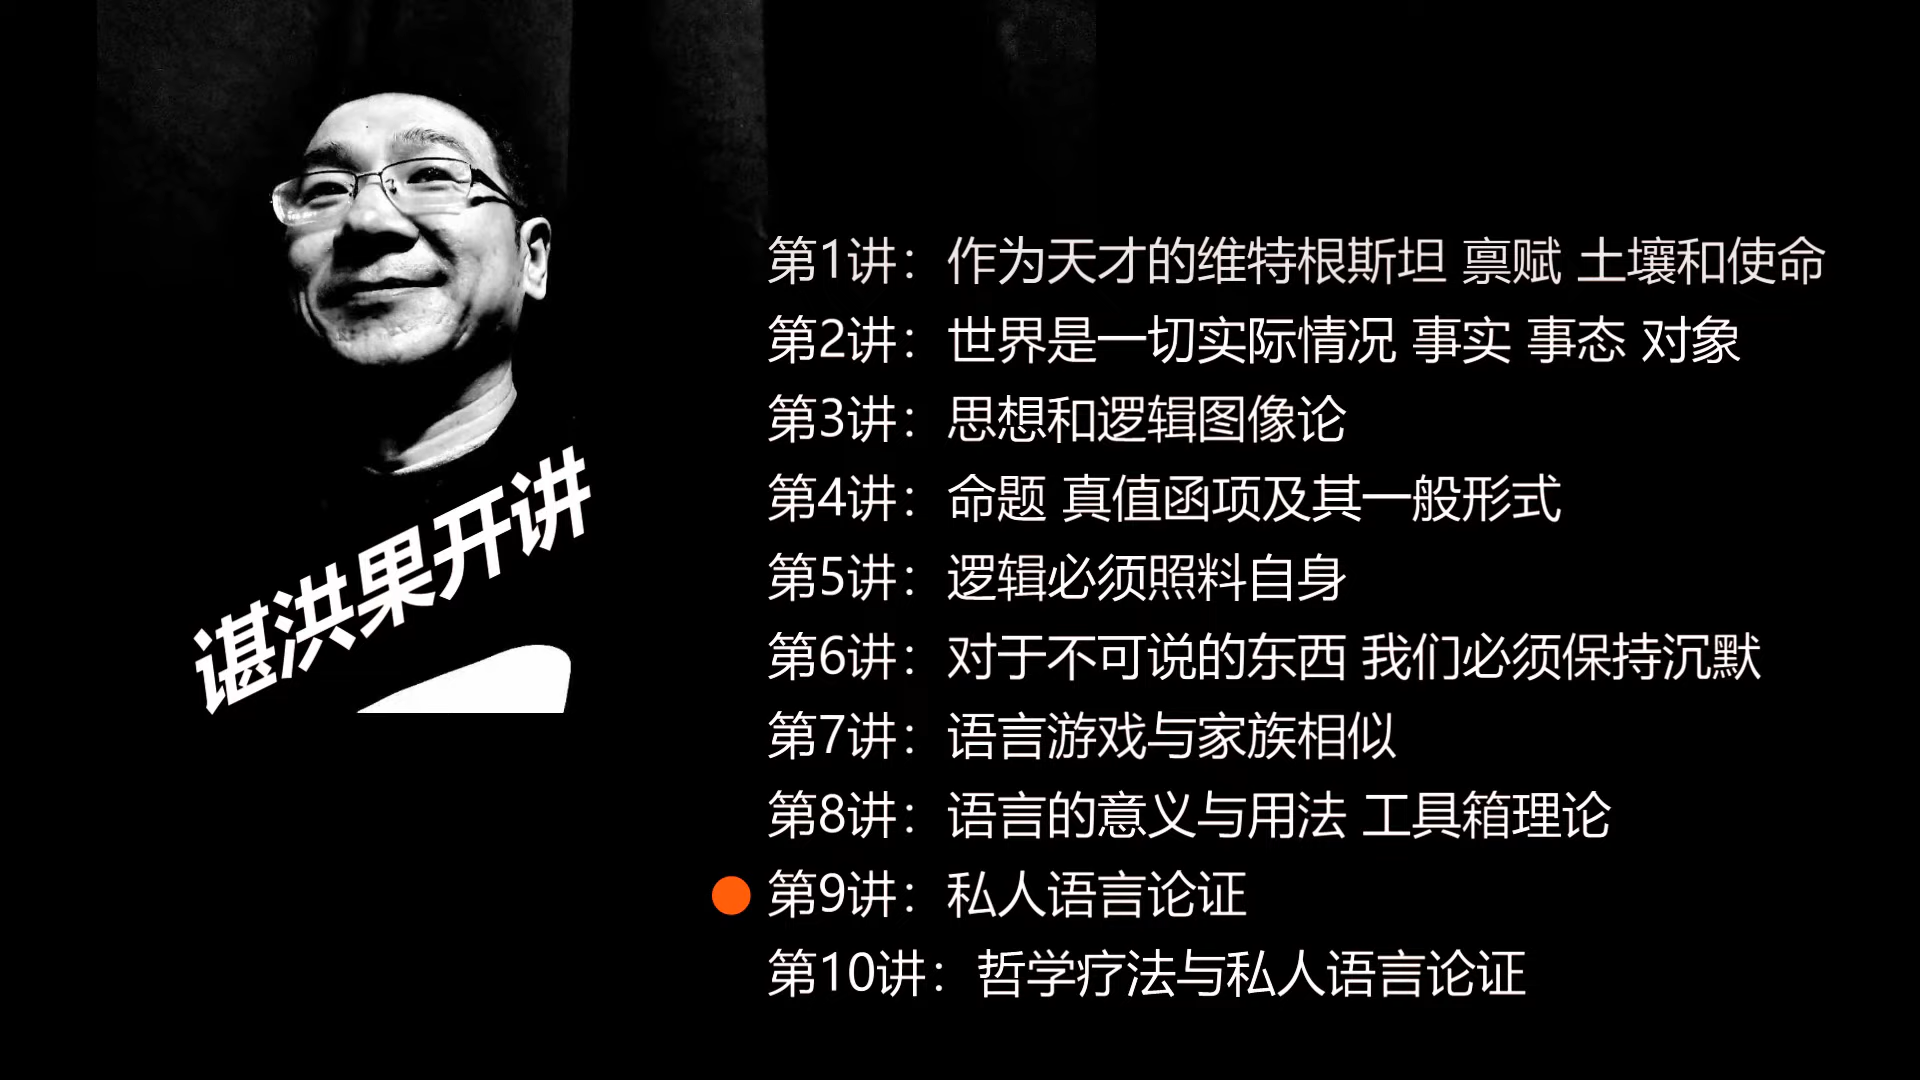 谌洪果开讲
第1讲：作为天才的维特根斯坦 禀赋 土壤和使命
第2讲：世界是一切实际情况 事实 事态 对象
第3讲：思想和逻辑图像论
第4讲：命题 真值函项及其一般形式
第5讲：逻辑必须照料自身
第6讲：对于不可说的东西 我们必须保持沉默
第7讲：语言游戏与家族相似
第8讲：语言的意义与用法 工具箱理论
第9讲：私人语言论证
第10讲：哲学疗法与私人语言论证